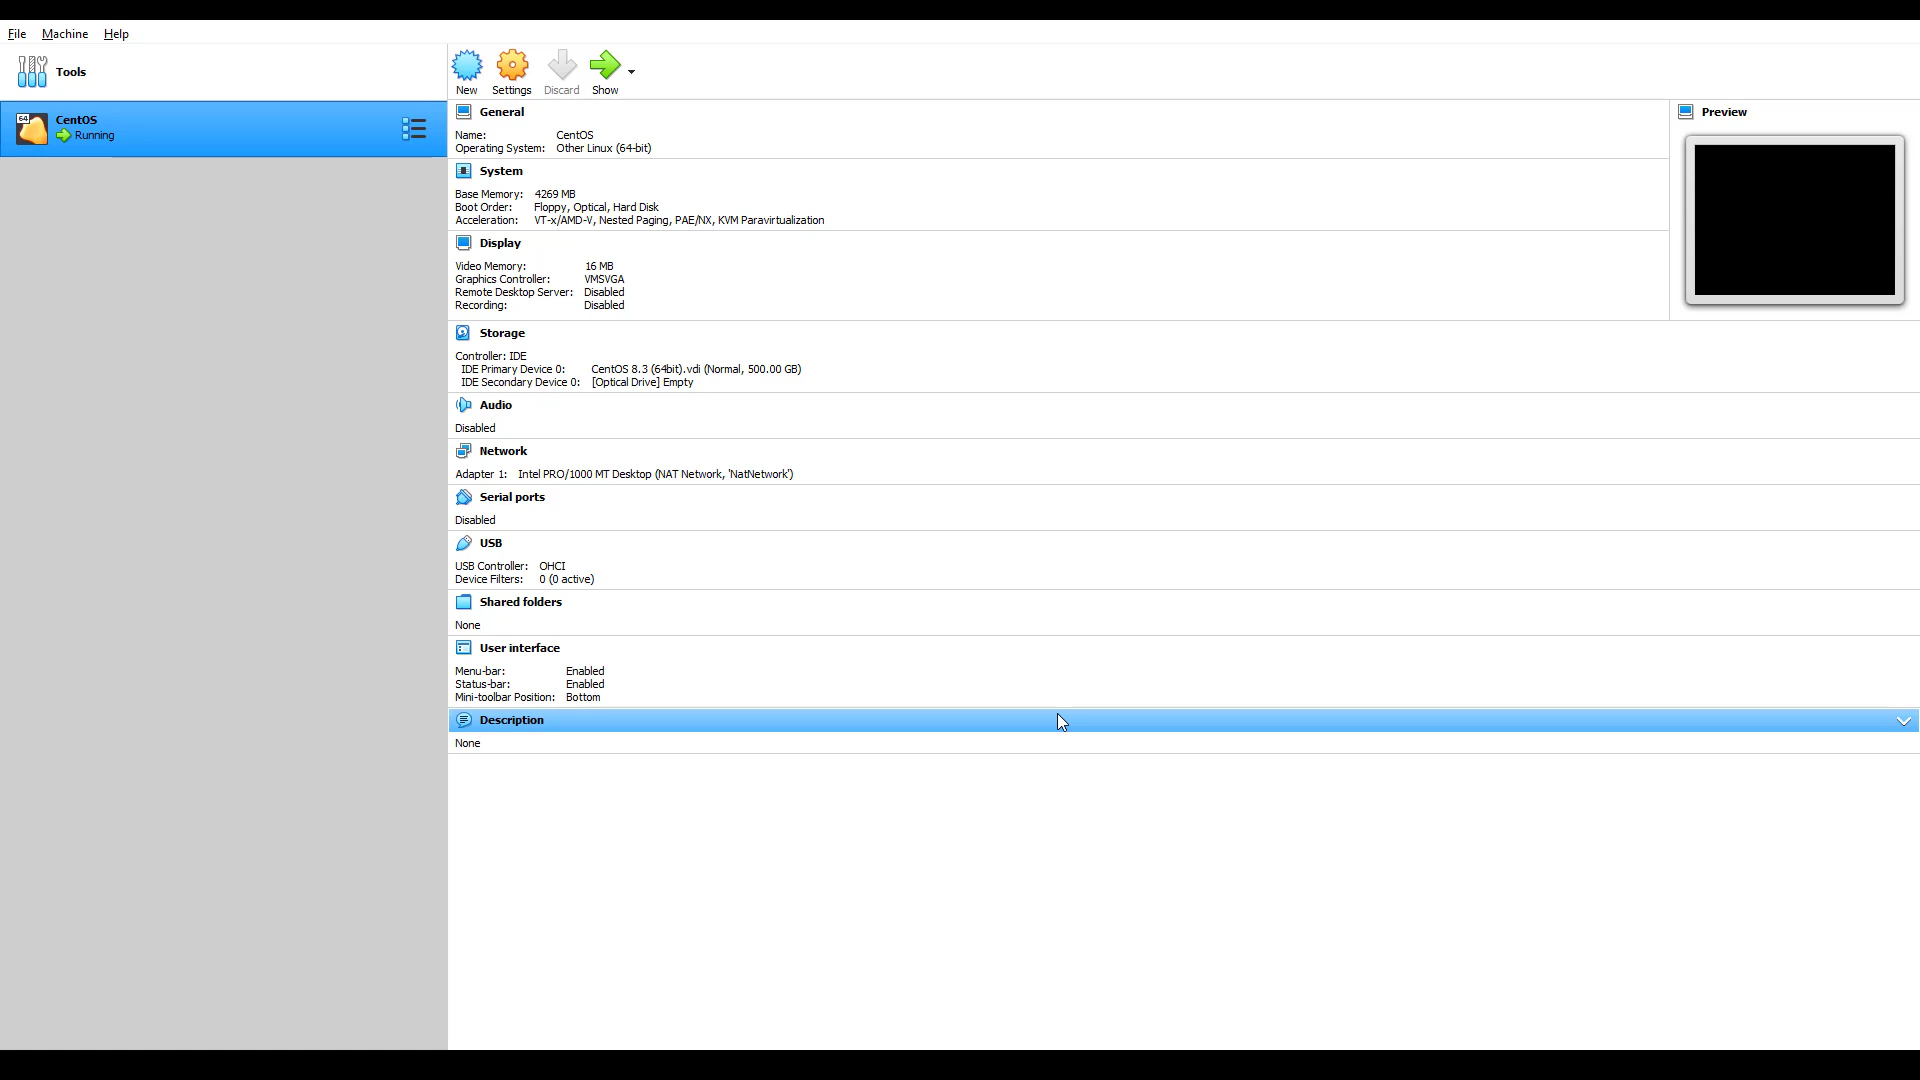 File Machine Help
Tools
New Settings Discard Show
64
CentOS
Running
General
Name: CentOS
Operating System: Other Linux (64-bit)
Preview
System
Base Memory: 4269 MB
Boot Order: Floppy, Optical, Hard Disk
Acceleration: VT-x/AMD-V, Nested Paging, PAE/NX, KVM Paravirtualization
Display
Video Memory: 16 MB
Graphics Controller: VMSVGA
Remote Desktop Server: Disabled
Recording: Disabled
Storage
Controller: IDE
IDE Primary Device 0: CentOS 8.3 (64bit).vdi (Normal, 500.00 GB)
IDE Secondary Device 0: [Optical Drive] Empty
Audio
Disabled
Network
Adapter 1: Intel PRO/1000 MT Desktop (NAT Network, 'NatNetwork')
Serial ports
Disabled
USB
USB Controller: OHCI
Device Filters: 0 (0 active)
Shared folders
None
User interface
Menu-bar: Enabled
Status-bar: Enabled
Mini-toolbar Position: Bottom
Description
None